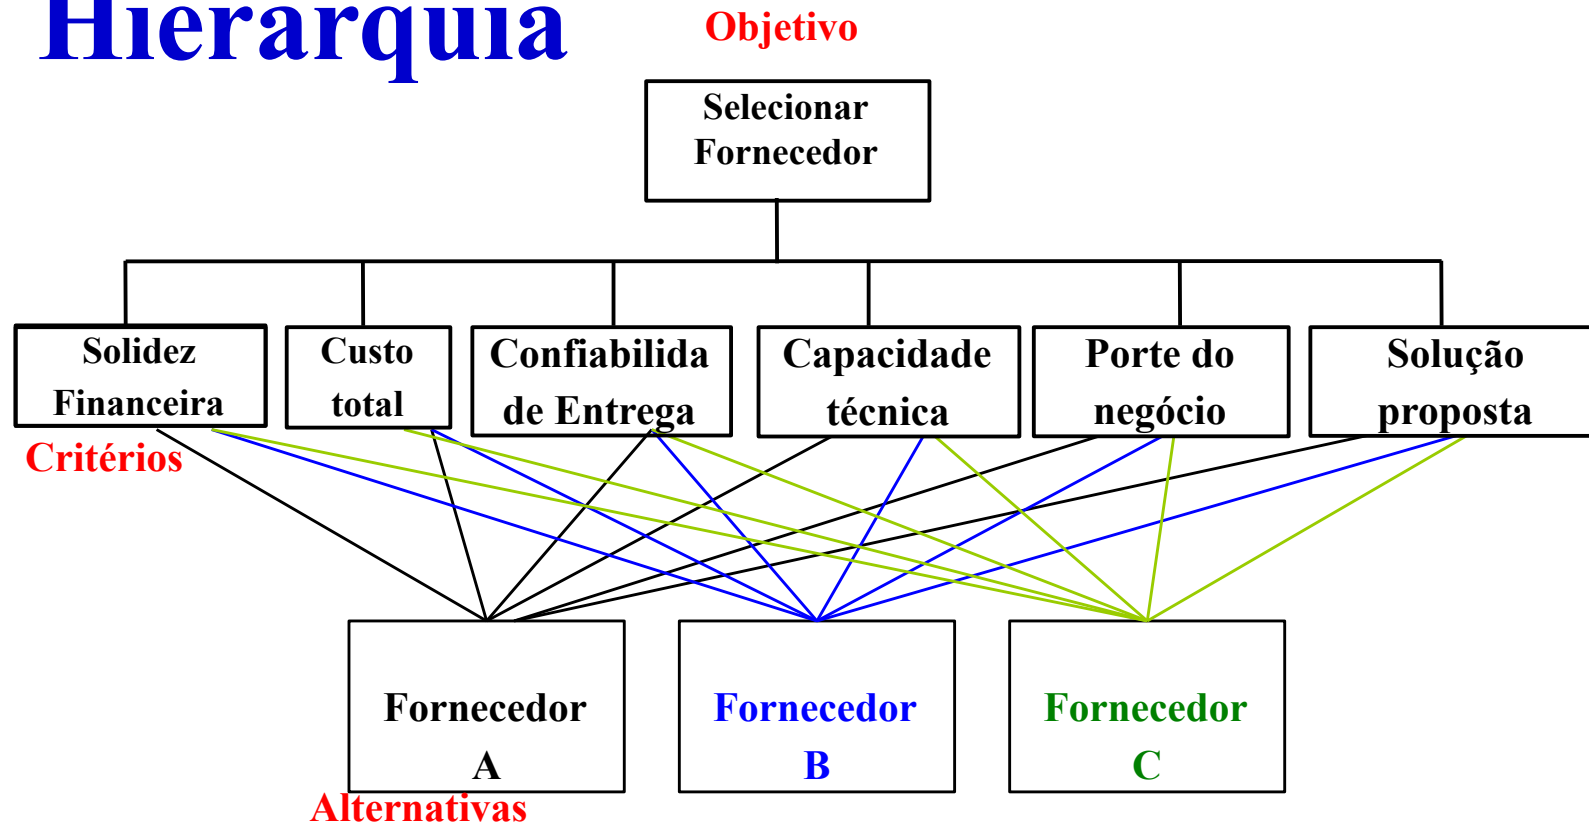 Hierarquia
Objetivo
Selecionar
Fornecedor
Solidez
Financeira
Custo
total
Confiabilida
de Entrega
Capacidade
técnica
Porte do
negócio
Solução
proposta
Critérios
Fornecedor
A
Fornecedor
B
Fornecedor
C
Alternativas